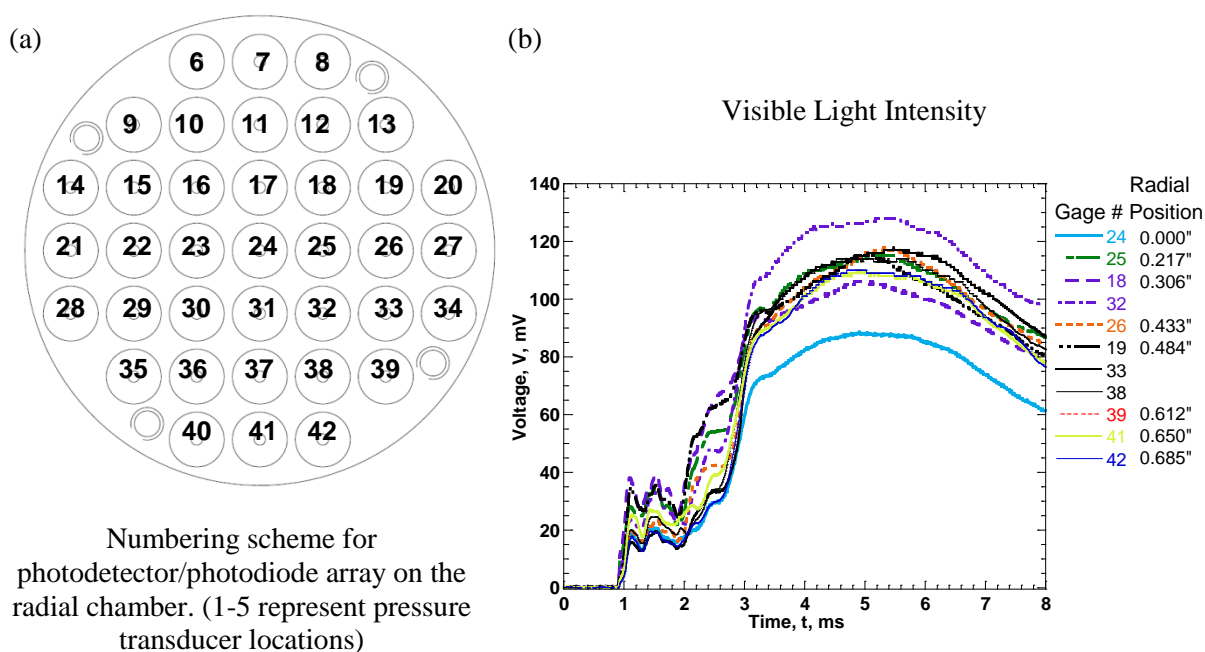 (a)
6 7 8
9 10 11 12 13
14 15 16 17 18 19 20
21 22 23 24 25 26 27
28 29 30 31 32 33 34
35 36 37 38 39
40 41 42
Numbering scheme for
photodetector/photodiode array on the
radial chamber. (1-5 represent pressure
transducer locations)
(b)
Visible Light Intensity
Voltage, V, mV
140
120
100
80
60
40
20
0
0 1 2 3 4 5 6 7 8
Time, t, ms
Radial
Gage # Position
24 0.000"
25 0.217"
18 0.306"
32
26 0.433"
19 0.484"
33
38
39 0.612"
41 0.650"
42 0.685"